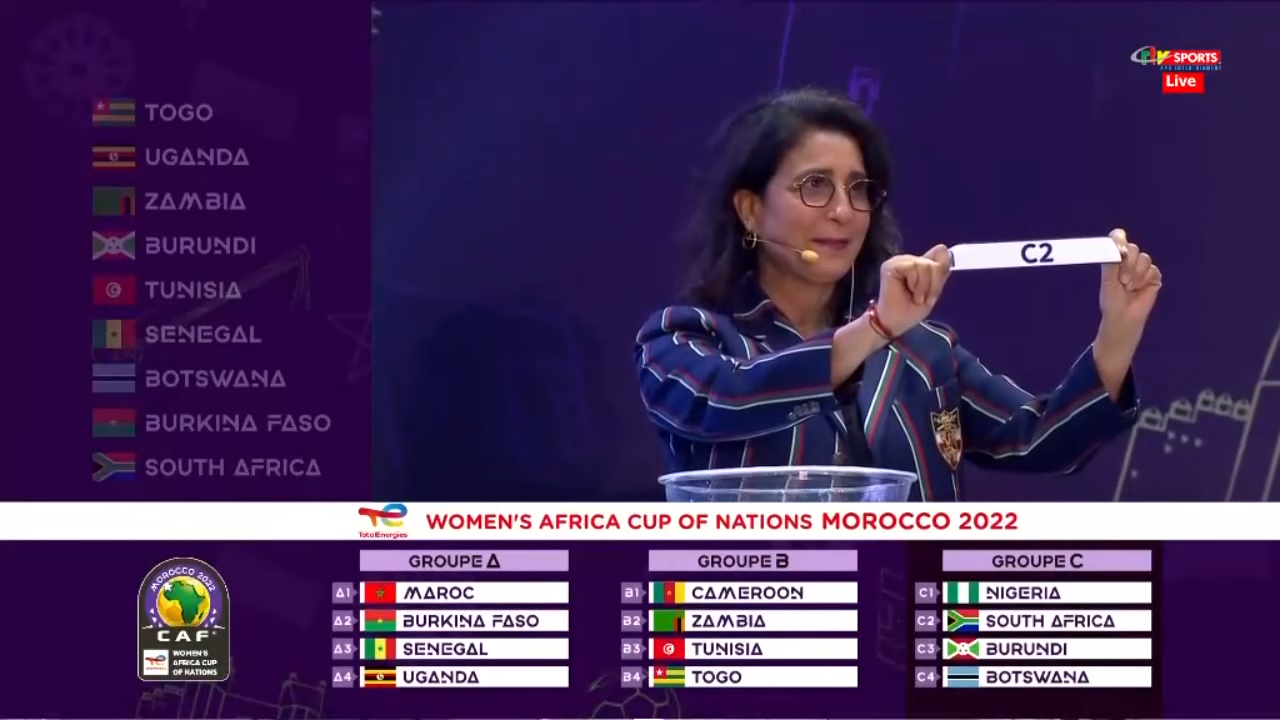 SPORTS
Live
TOGO
UGANDA
ZAMBIA
BURUNDI
TUNISIA
SENEGAL
BOTSWANA
BURKINA FASO
SOUTH AFRICA
C2
TotalEnergies
WOMEN'S AFRICA CUP OF NATIONS MOROCCO 2022
MOROCCO 2022
CAF
WOMEN'S
AFRICA CUP
OF NATIONS
GROUPE A
A1 MAROC
A2 BURKINA FASO
A3 SENEGAL
A4 UGANDA
GROUPE B
B1 CAMEROON
B2 ZAMBIA
B3 TUNISIA
B4 TOGO
GROUPE C
C1 NIGERIA
C2 SOUTH AFRICA
C3 BURUNDI
C4 BOTSWANA